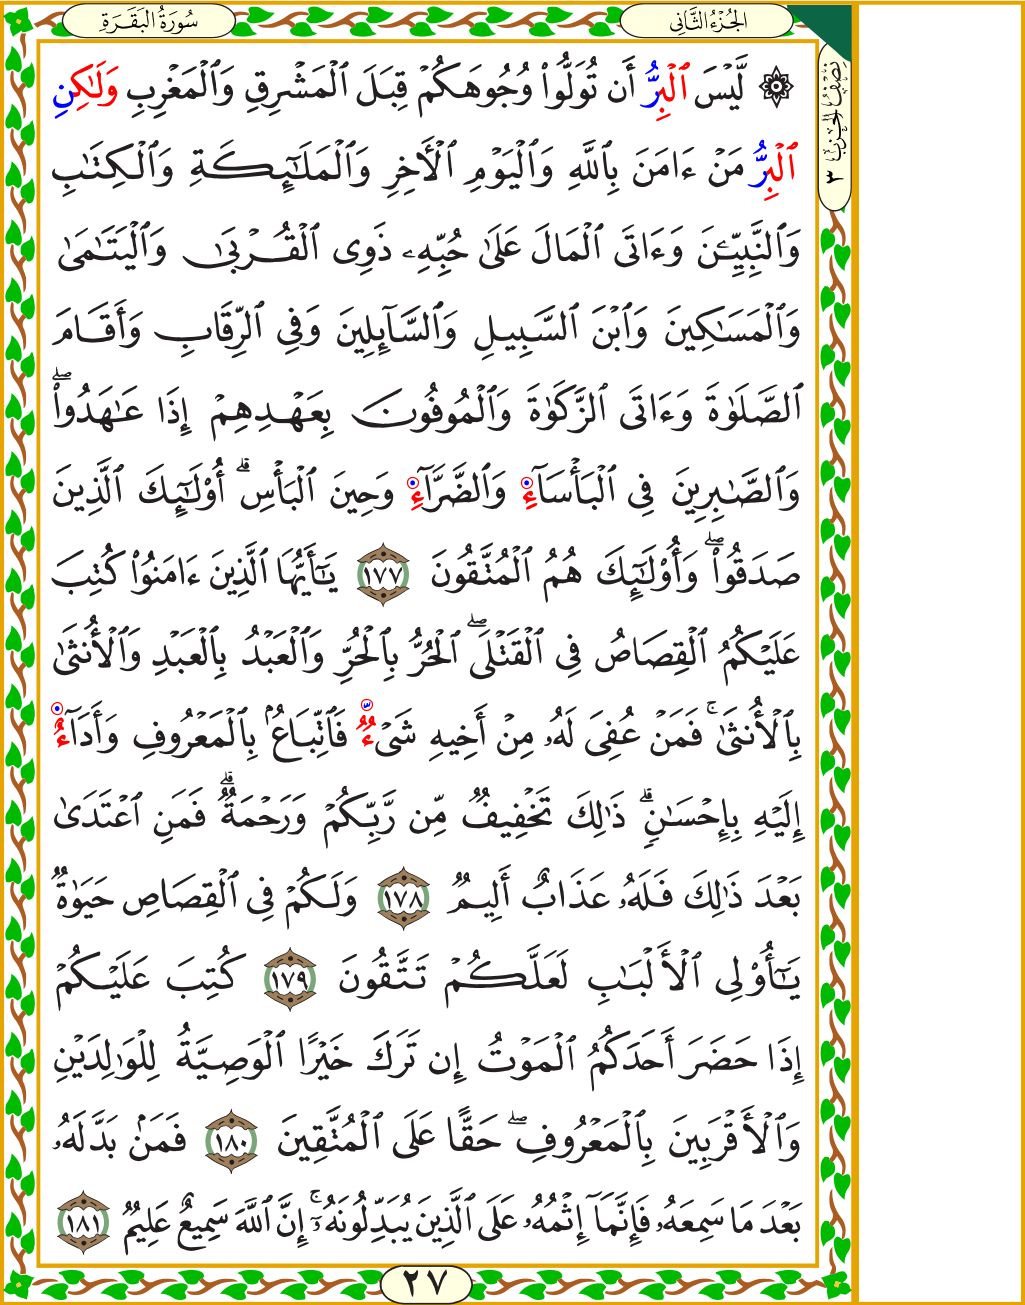 الجُزْءُ الثَّانِي
سُورَةُ البَقَرَةِ
نِصْفُ الحِزْبِ ٣
۞ لَّيْسَ ٱلْبِرُّ أَن تُوَلُّوا۟ وُجُوهَكُمْ قِبَلَ ٱلْمَشْرِقِ وَٱلْمَغْرِبِ وَلَٰكِنِ
ٱلْبِرُّ مَنْ ءَامَنَ بِٱللَّهِ وَٱلْيَوْمِ ٱلْءَاخِرِ وَٱلْمَلَٰٓئِكَةِ وَٱلْكِتَٰبِ
وَٱلنَّبِيِّـۧنَ وَءَاتَى ٱلْمَالَ عَلَىٰ حُبِّهِۦ ذَوِى ٱلْقُرْبَىٰ وَٱلْيَتَٰمَىٰ
وَٱلْمَسَٰكِينَ وَٱبْنَ ٱلسَّبِيلِ وَٱلسَّآئِلِينَ وَفِى ٱلرِّقَابِ وَأَقَامَ
ٱلصَّلَوٰةَ وَءَاتَى ٱلزَّكَوٰةَ وَٱلْمُوفُونَ بِعَهْدِهِمْ إِذَا عَٰهَدُوا۟ۖ
وَٱلصَّٰبِرِينَ فِى ٱلْبَأْسَآءِ وَٱلضَّرَّآءِ وَحِينَ ٱلْبَأْسِۗ أُو۟لَٰٓئِكَ ٱلَّذِينَ
صَدَقُوا۟ۖ وَأُو۟لَٰٓئِكَ هُمُ ٱلْمُتَّقُونَ ١٧٧ يَٰٓأَيُّهَا ٱلَّذِينَ ءَامَنُوا۟ كُتِبَ
عَلَيْكُمُ ٱلْقِصَاصُ فِى ٱلْقَتْلَىۖ ٱلْحُرُّ بِٱلْحُرِّ وَٱلْعَبْدُ بِٱلْعَبْدِ وَٱلْأُنثَىٰ
بِٱلْأُنثَىٰۚ فَمَنْ عُفِىَ لَهُۥ مِنْ أَخِيهِ شَىْءٌ فَٱتِّبَاعٌۢ بِٱلْمَعْرُوفِ وَأَدَآءٌ
إِلَيْهِ بِإِحْسَٰنٍۗ ذَٰلِكَ تَخْفِيفٌ مِّن رَّبِّكُمْ وَرَحْمَةٌۗ فَمَنِ ٱعْتَدَىٰ
بَعْدَ ذَٰلِكَ فَلَهُۥ عَذَابٌ أَلِيمٌ ١٧٨ وَلَكُمْ فِى ٱلْقِصَاصِ حَيَوٰةٌ
يَٰٓأُو۟لِى ٱلْأَلْبَٰبِ لَعَلَّكُمْ تَتَّقُونَ ١٧٩ كُتِبَ عَلَيْكُمْ
إِذَا حَضَرَ أَحَدَكُمُ ٱلْمَوْتُ إِن تَرَكَ خَيْرًا ٱلْوَصِيَّةُ لِلْوَٰلِدَيْنِ
وَٱلْأَقْرَبِينَ بِٱلْمَعْرُوفِۖ حَقًّا عَلَى ٱلْمُتَّقِينَ ١٨٠ فَمَنۢ بَدَّلَهُۥ
بَعْدَ مَا سَمِعَهُۥ فَإِنَّمَآ إِثْمُهُۥ عَلَى ٱلَّذِينَ يُبَدِّلُونَهُۥٓۚ إِنَّ ٱللَّهَ سَمِيعٌ عَلِيمٌ ١٨١
٢٧